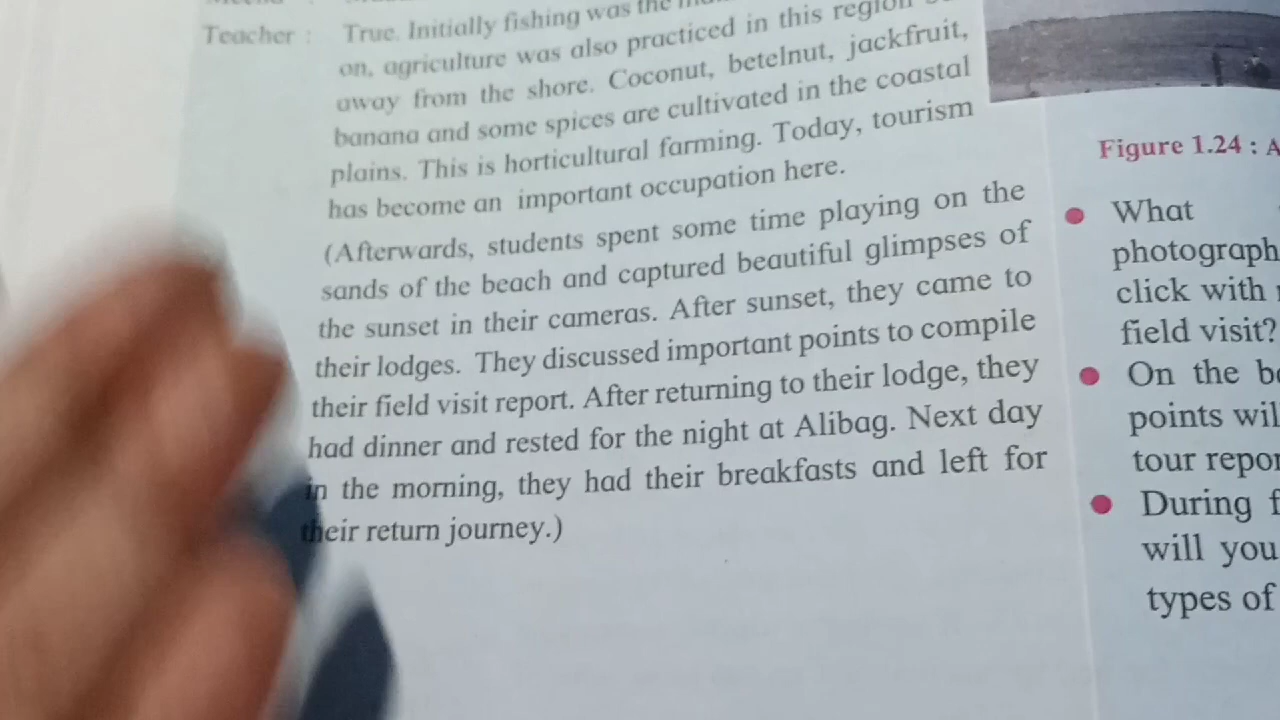 Teacher : True. Initially fishing was the
on, agriculture was also practiced in this region
away from the shore. Coconut, betelnut, jackfruit,
banana and some spices are cultivated in the coastal
plains. This is horticultural farming. Today, tourism
has become an important occupation here.
(Afterwards, students spent some time playing on the
sands of the beach and captured beautiful glimpses of
the sunset in their cameras. After sunset, they came to
their lodges. They discussed important points to compile
their field visit report. After returning to their lodge, they
had dinner and rested for the night at Alibag. Next day
in the morning, they had their breakfasts and left for
their return journey.)
Figure 1.24 : A
● What
photograph
click with
field visit?
● On the
points
tour
● During
will you
types of